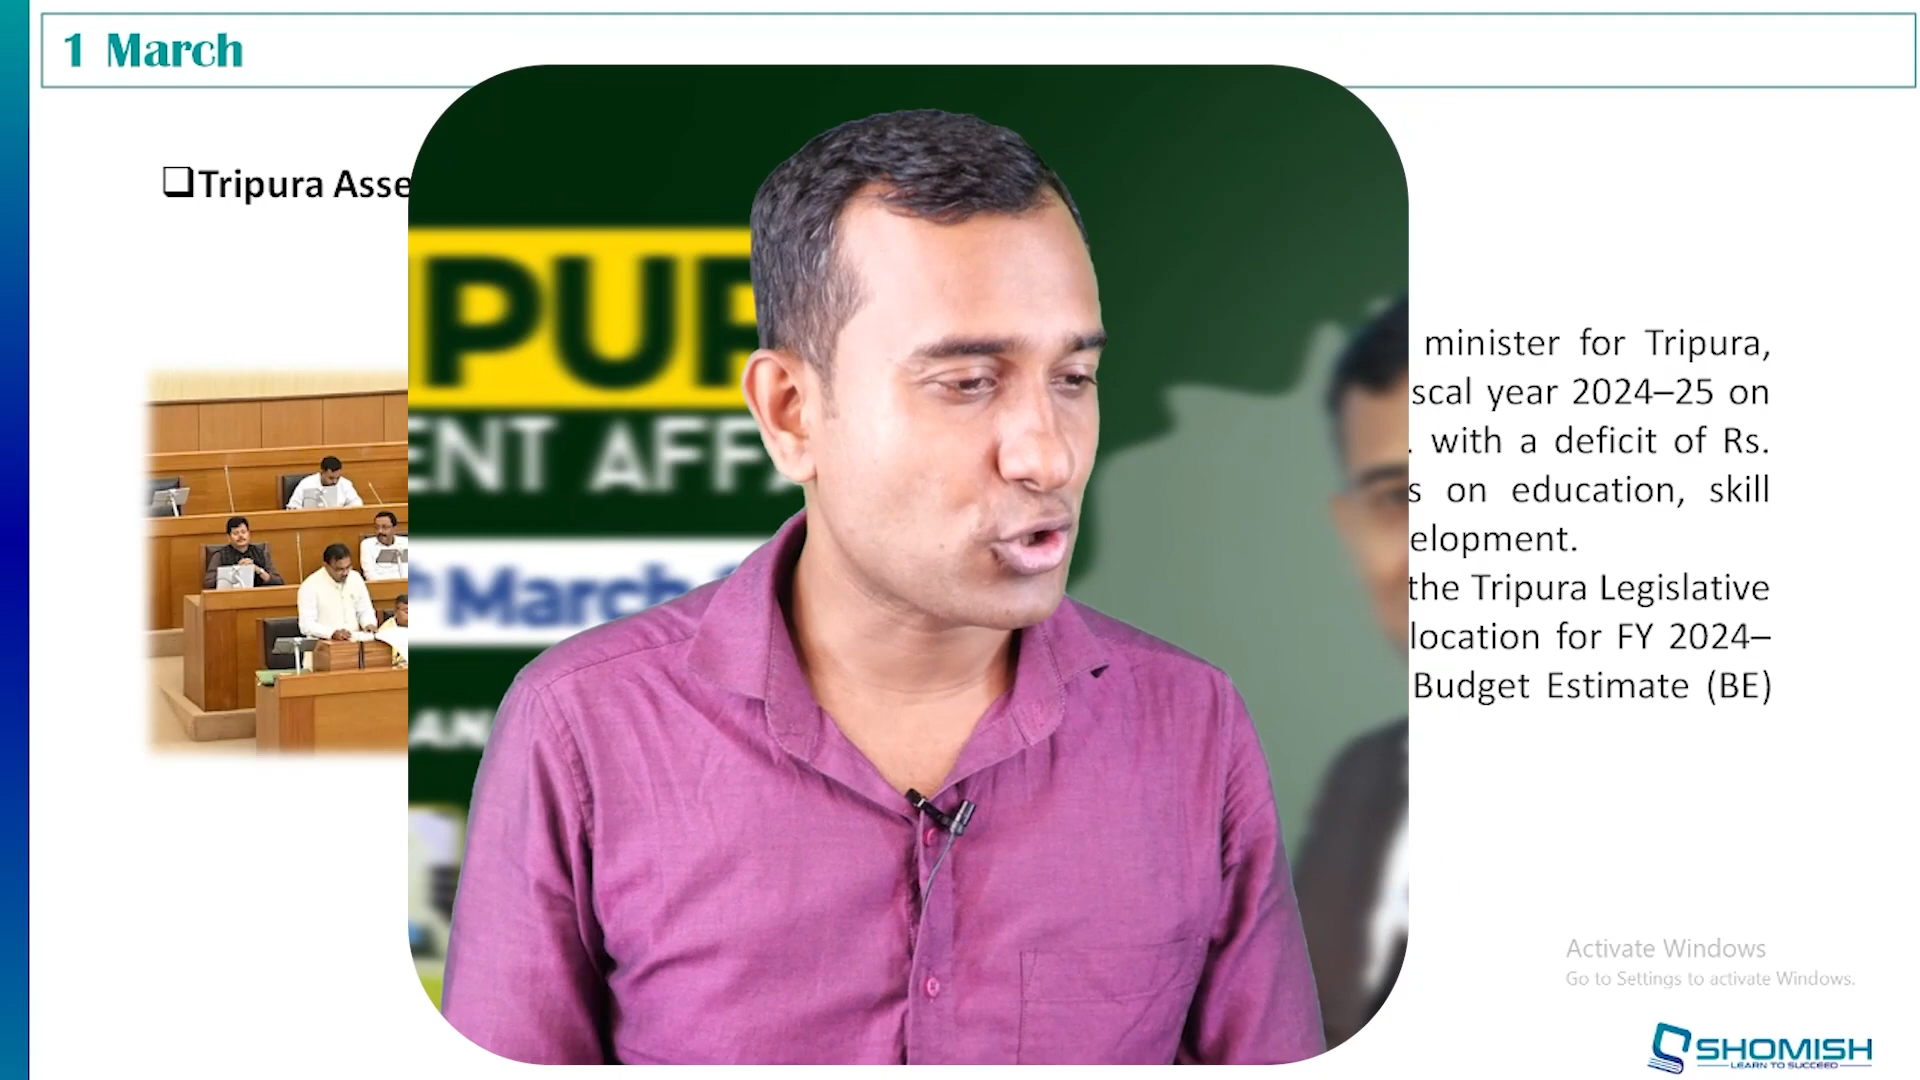 1 March
❑Tripura Asse
minister for Tripura,
scal year 2024–25 on
. with a deficit of Rs.
s on education, skill
elopment.
the Tripura Legislative
location for FY 2024–
Budget Estimate (BE)
PUR
ENT AFFA
March
AN
Activate Windows
Go to Settings to activate Windows.
SHOMISH
LEARN TO SUCCEED